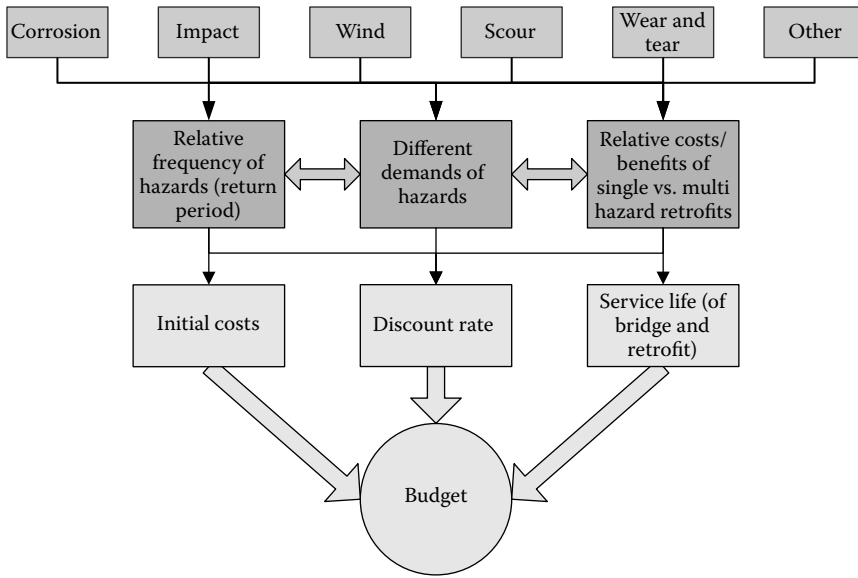 Corrosion
Impact
Wind
Scour
Wear and
tear
Other
Relative
frequency of
hazards (return
period)
Different
demands of
hazards
Relative costs/
benefits of
single vs. multi
hazard retrofits
Initial costs
Discount rate
Service life (of
bridge and
retrofit)
Budget